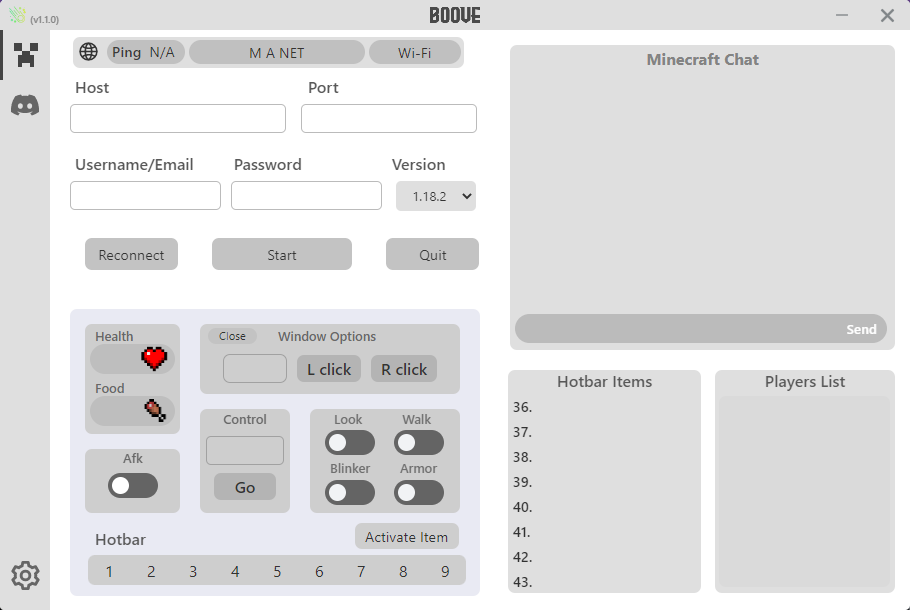 (v1.1.0)
BOOVE
Ping N/A
M A NET
Wi-Fi
Host
Port
Username/Email
Password
Version
1.18.2
Reconnect
Start
Quit
Health
Food
Afk
Close
Window Options
L click
R click
Control
Go
Look
Walk
Blinker
Armor
Hotbar
Activate Item
1 2 3 4 5 6 7 8 9
Minecraft Chat
Send
Hotbar Items
36.
37.
38.
39.
40.
41.
42.
43.
Players List